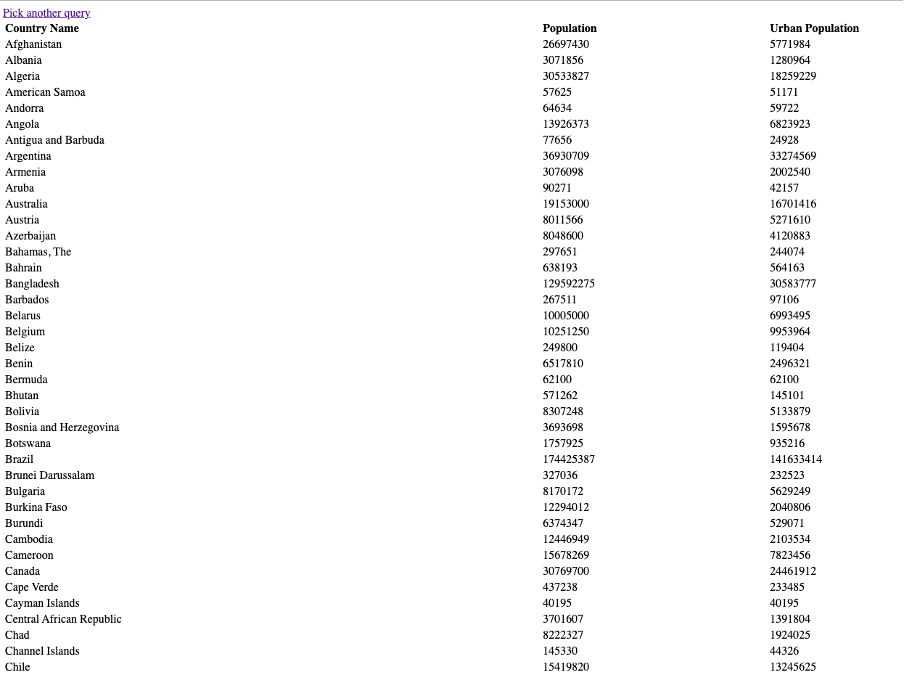 Pick another query
Country Name Population Urban Population
Afghanistan 26697430 5771984
Albania 3071856 1280964
Algeria 30533827 18259229
American Samoa 57625 51171
Andorra 64634 59722
Angola 13926373 6823923
Antigua and Barbuda 77656 24928
Argentina 36930709 33274569
Armenia 3076098 2002540
Aruba 90271 42157
Australia 19153000 16701416
Austria 8011566 5271610
Azerbaijan 8048600 4120883
Bahamas, The 297651 244074
Bahrain 638193 564163
Bangladesh 129592275 30583777
Barbados 267511 97106
Belarus 10005000 6993495
Belgium 10251250 9953964
Belize 249800 119404
Benin 6517810 2496321
Bermuda 62100 62100
Bhutan 571262 145101
Bolivia 8307248 5133879
Bosnia and Herzegovina 3693698 1595678
Botswana 1757925 935216
Brazil 174425387 141633414
Brunei Darussalam 327036 232523
Bulgaria 8170172 5629249
Burkina Faso 12294012 2040806
Burundi 6374347 529071
Cambodia 12446949 2103534
Cameroon 15678269 7823456
Canada 30769700 24461912
Cape Verde 437238 233485
Cayman Islands 40195 40195
Central African Republic 3701607 1391804
Chad 8222327 1924025
Channel Islands 145330 44326
Chile 15419820 13245625